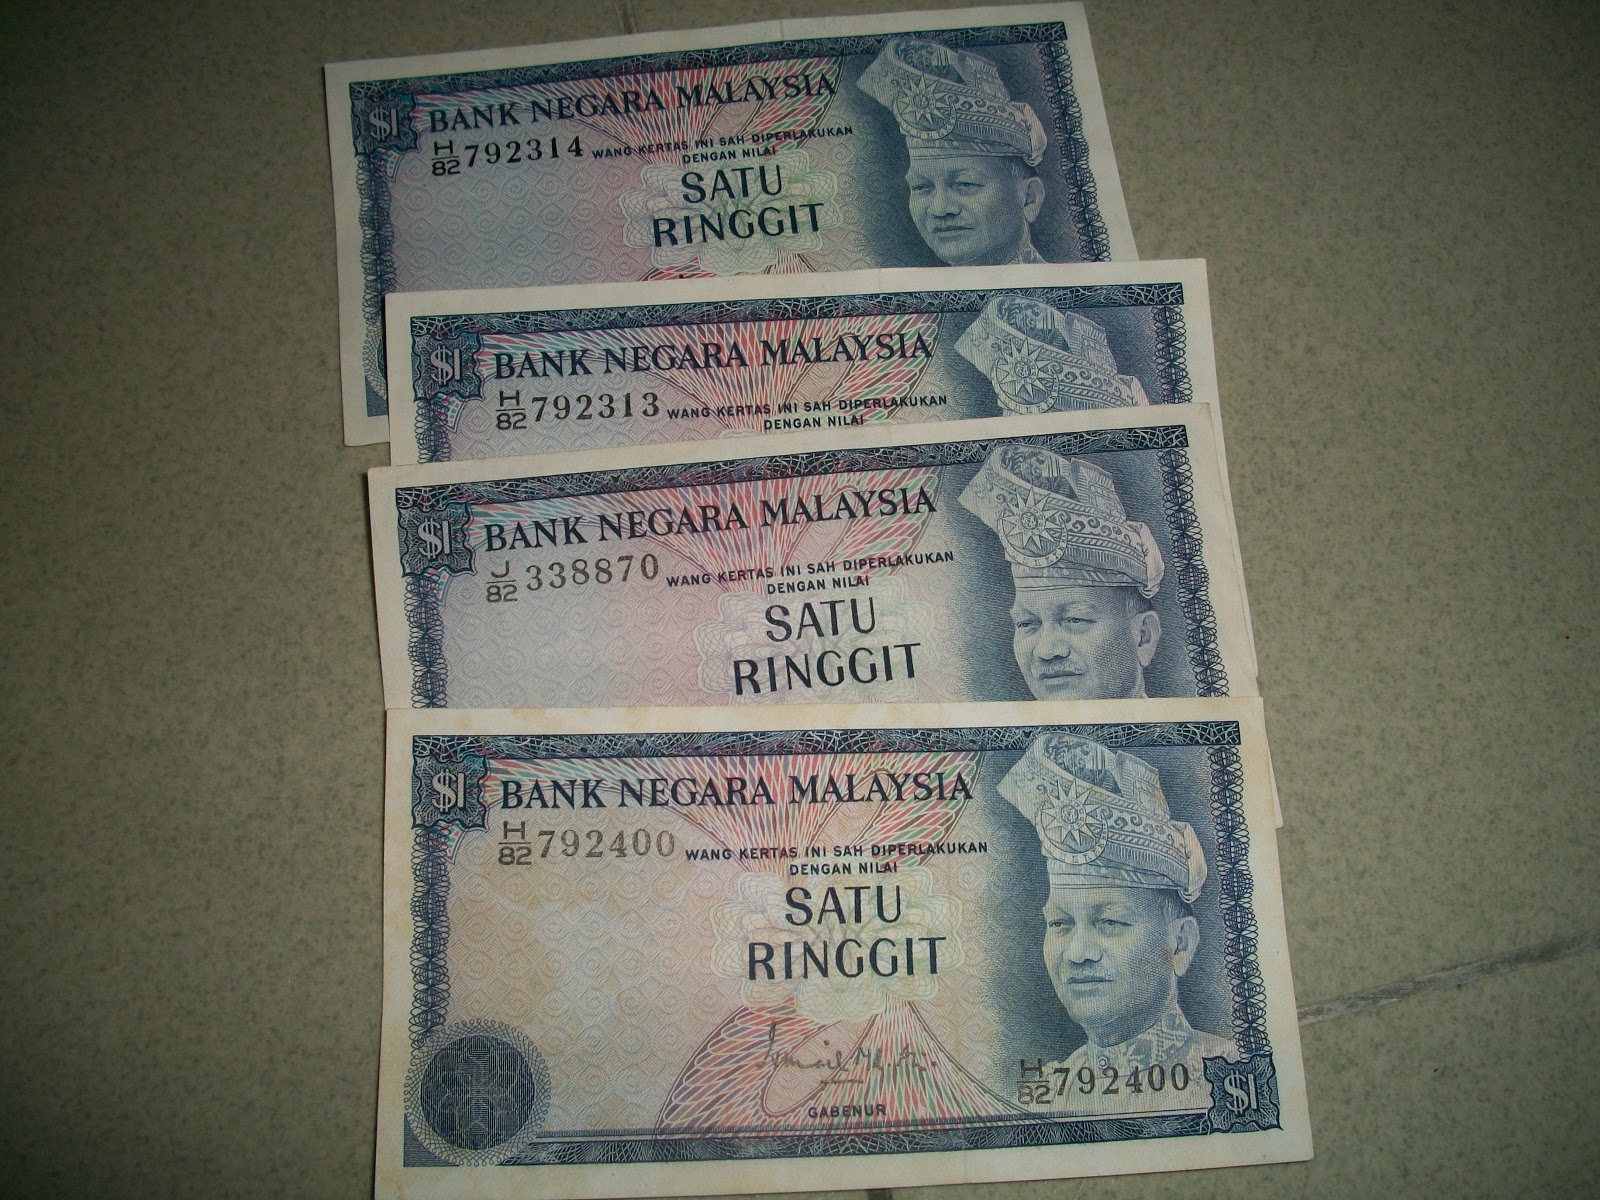 $1 BANK NEGARA MALAYSIA
H/82 792314 WANG KERTAS INI SAH DIPERLAKUKAN
DENGAN NILAI
SATU
RINGGIT
$1 BANK NEGARA MALAYSIA
H/82 792313 WANG KERTAS INI SAH DIPERLAKUKAN
DENGAN NILAI
$1 BANK NEGARA MALAYSIA
J/82 338870 WANG KERTAS INI SAH DIPERLAKUKAN
DENGAN NILAI
SATU
RINGGIT
$1 BANK NEGARA MALAYSIA
H/82 792400 WANG KERTAS INI SAH DIPERLAKUKAN
DENGAN NILAI
SATU
RINGGIT
GABENUR
H/82 792400 $1